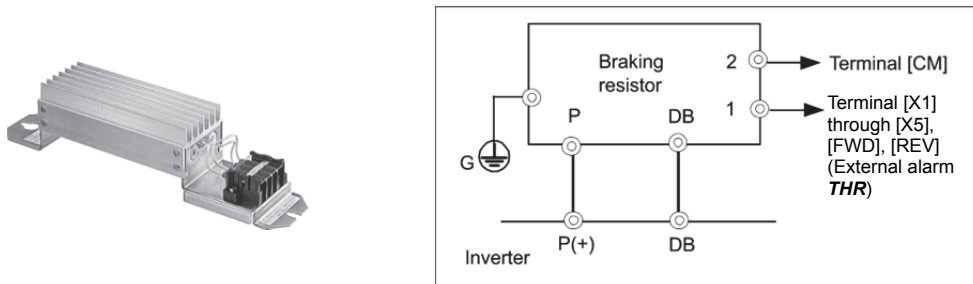 Braking
resistor
2
Terminal [CM]
1
Terminal [X1]
through [X5],
[FWD], [REV]
(External alarm
THR)
P
DB
G
P(+)
DB
Inverter